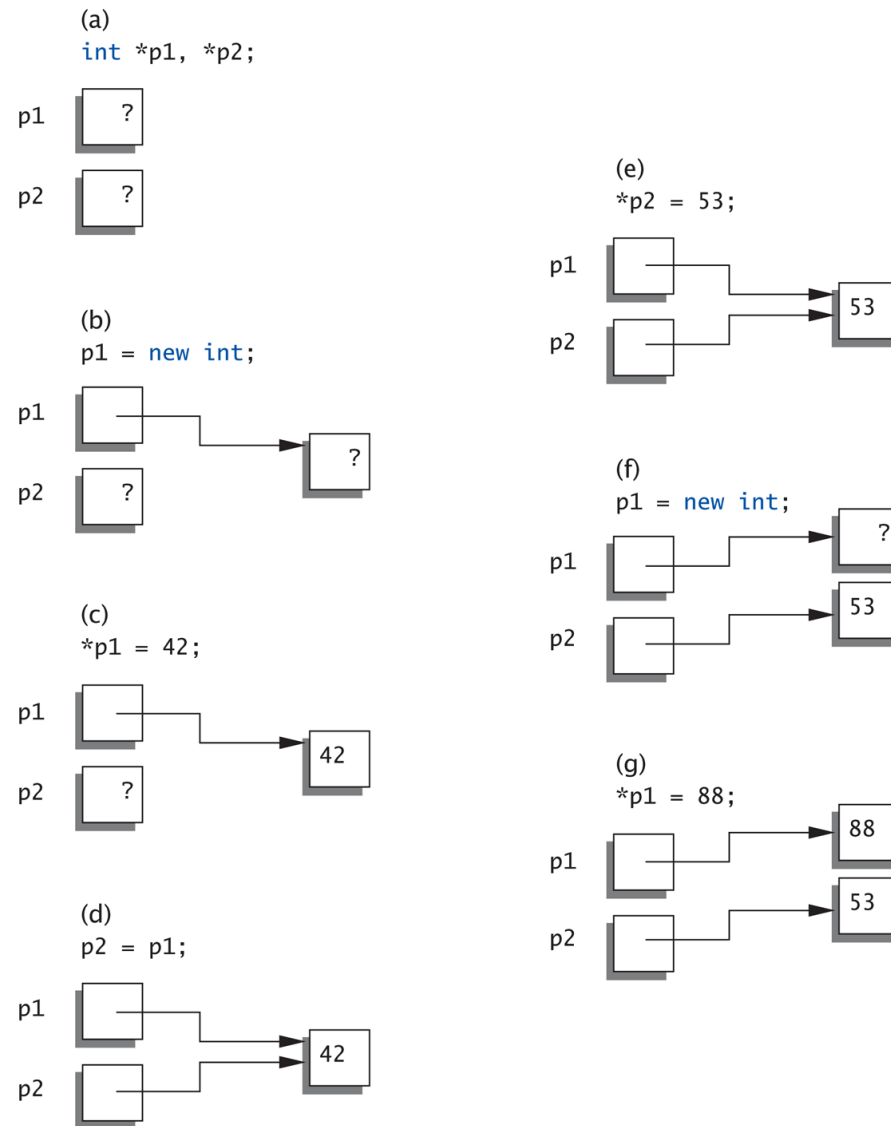 (a)
int *p1, *p2;
p1 ?
p2 ?
(b)
p1 = new int;
p1
?
p2 ?
(c)
*p1 = 42;
p1
42
p2 ?
(d)
p2 = p1;
p1
42
p2
(e)
*p2 = 53;
p1
53
p2
(f)
p1 = new int;
?
p1
53
p2
(g)
*p1 = 88;
88
p1
53
p2